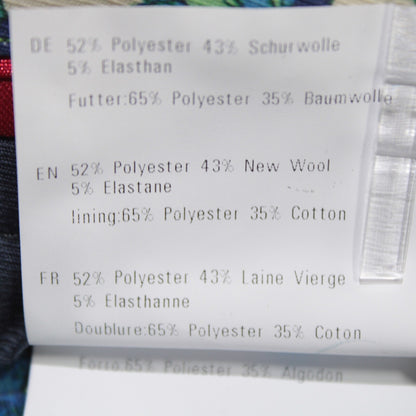 DE 52% Polyester 43% Schurwolle
5% Elasthan
Futter:65% Polyester 35% Baumwolle
EN 52% Polyester 43% New Wool
5% Elastane
lining:65% Polyester 35% Cotton
FR 52% Polyester 43% Laine Vierge
5% Elasthanne
Doublure:65% Polyester 35% Coton
Forro:65% Poliester 35% Algodon